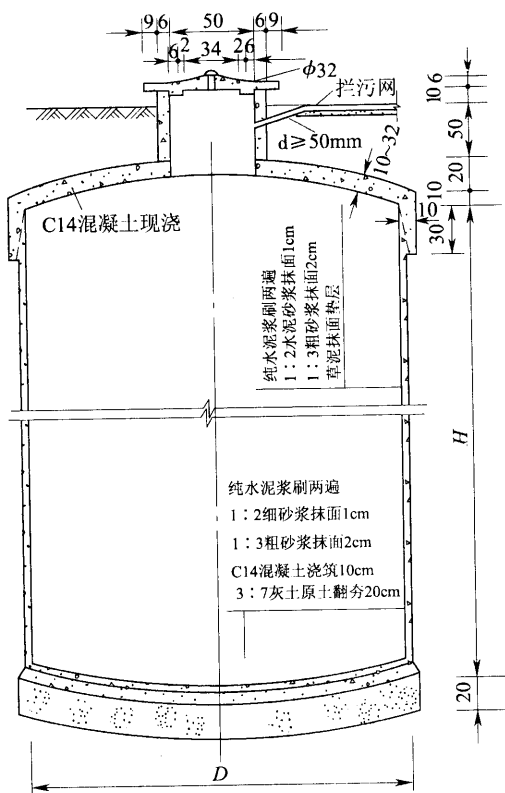 9 6 50 6 9
6 2 34 2 6
ϕ32
拦污网
d≥50mm
10~32
6
10
50
20
10
30
10
C14混凝土现浇
纯水泥浆刷两遍
1：2水泥砂浆抹面1cm
1：3粗砂浆抹面2cm
草泥抹面垫层
H
纯水泥浆刷两遍
1：2细砂浆抹面1cm
1：3粗砂浆抹面2cm
C14混凝土浇筑10cm
3：7灰土原土翻夯20cm
20
D